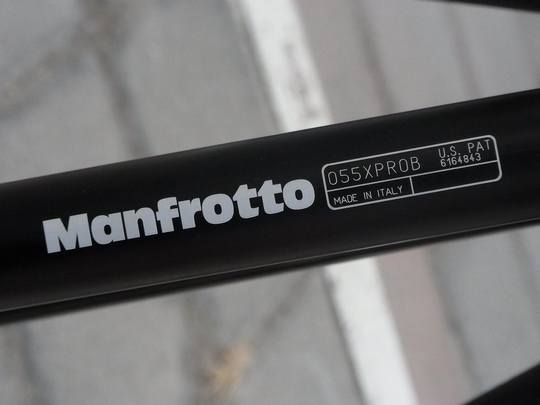 Manfrotto
055XPROB
U.S. PAT
6164843
MADE IN ITALY